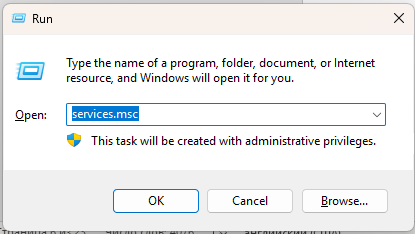 Run
Type the name of a program, folder, document, or Internet
resource, and Windows will open it for you.
Open: services.msc
This task will be created with administrative privileges.
OK Cancel Browse...